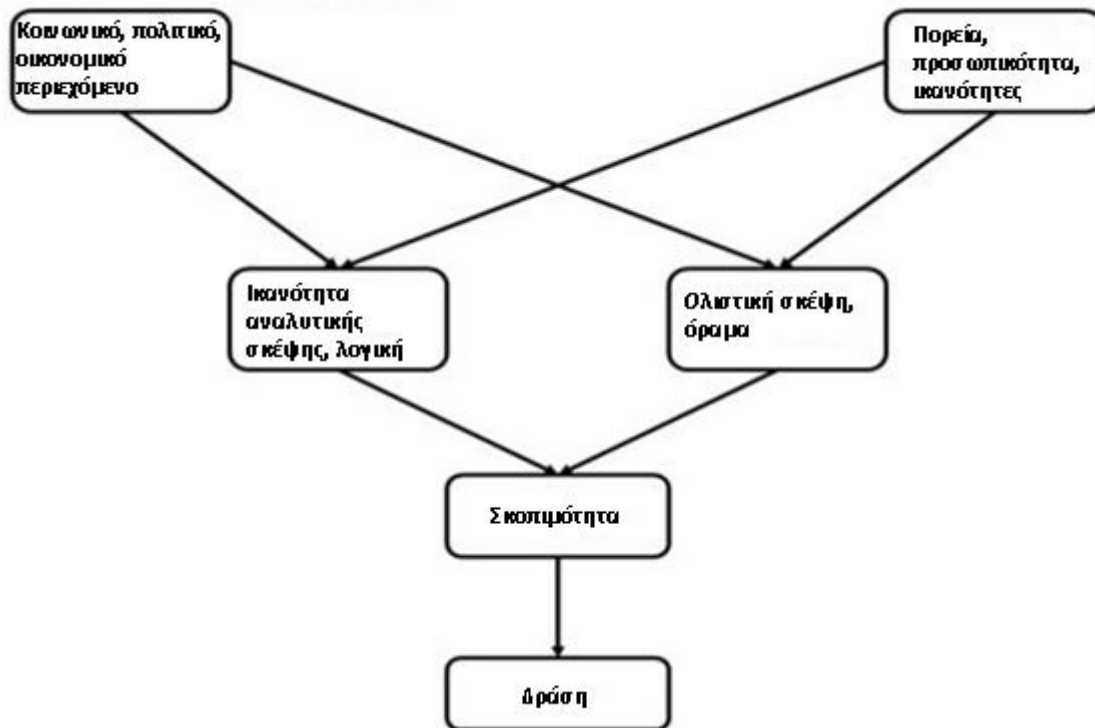 Κοινωνικό, πολιτικό,
οικονομικό
περιεχόμενο
Πορεία,
προσωπικότητα,
ικανότητες
Ικανότητα
αναλυτικής
σκέψης, λογική
Ολιστική σκέψη,
όραμα
Σκοπιμότητα
Δράση